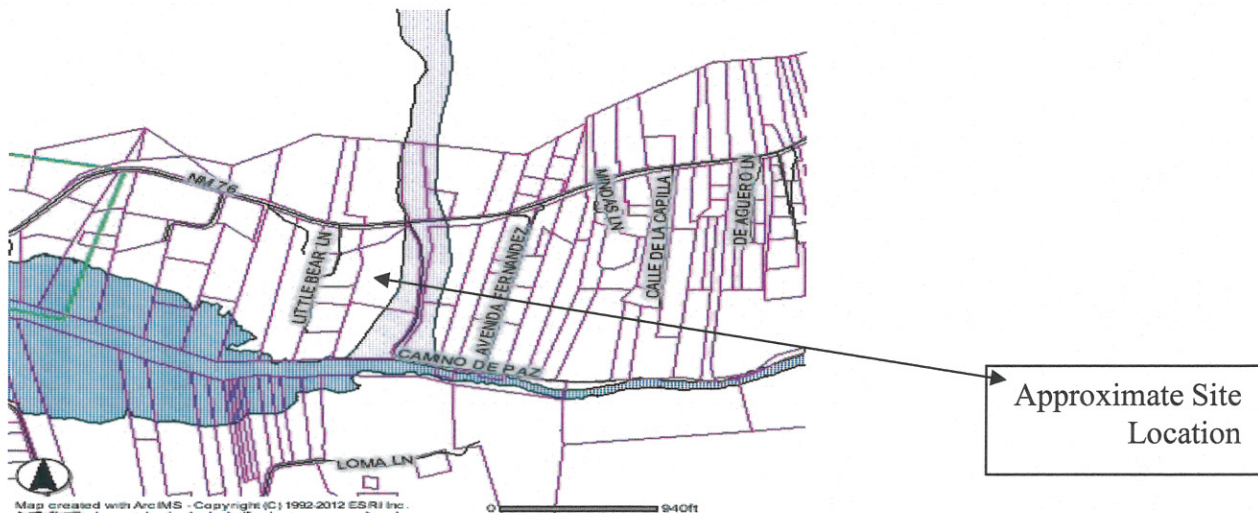 NM 76
LITTLE BEAR LN
AVENIDA FERNANDEZ
CALLE DE LA CAPILLA
DE AGUERO LN
CAMINO DE PAZ
LOMA LN
Approximate Site
Location
0 940ft
Map created with ArcIMS - Copyright (C) 1992-2012 ESRI Inc.